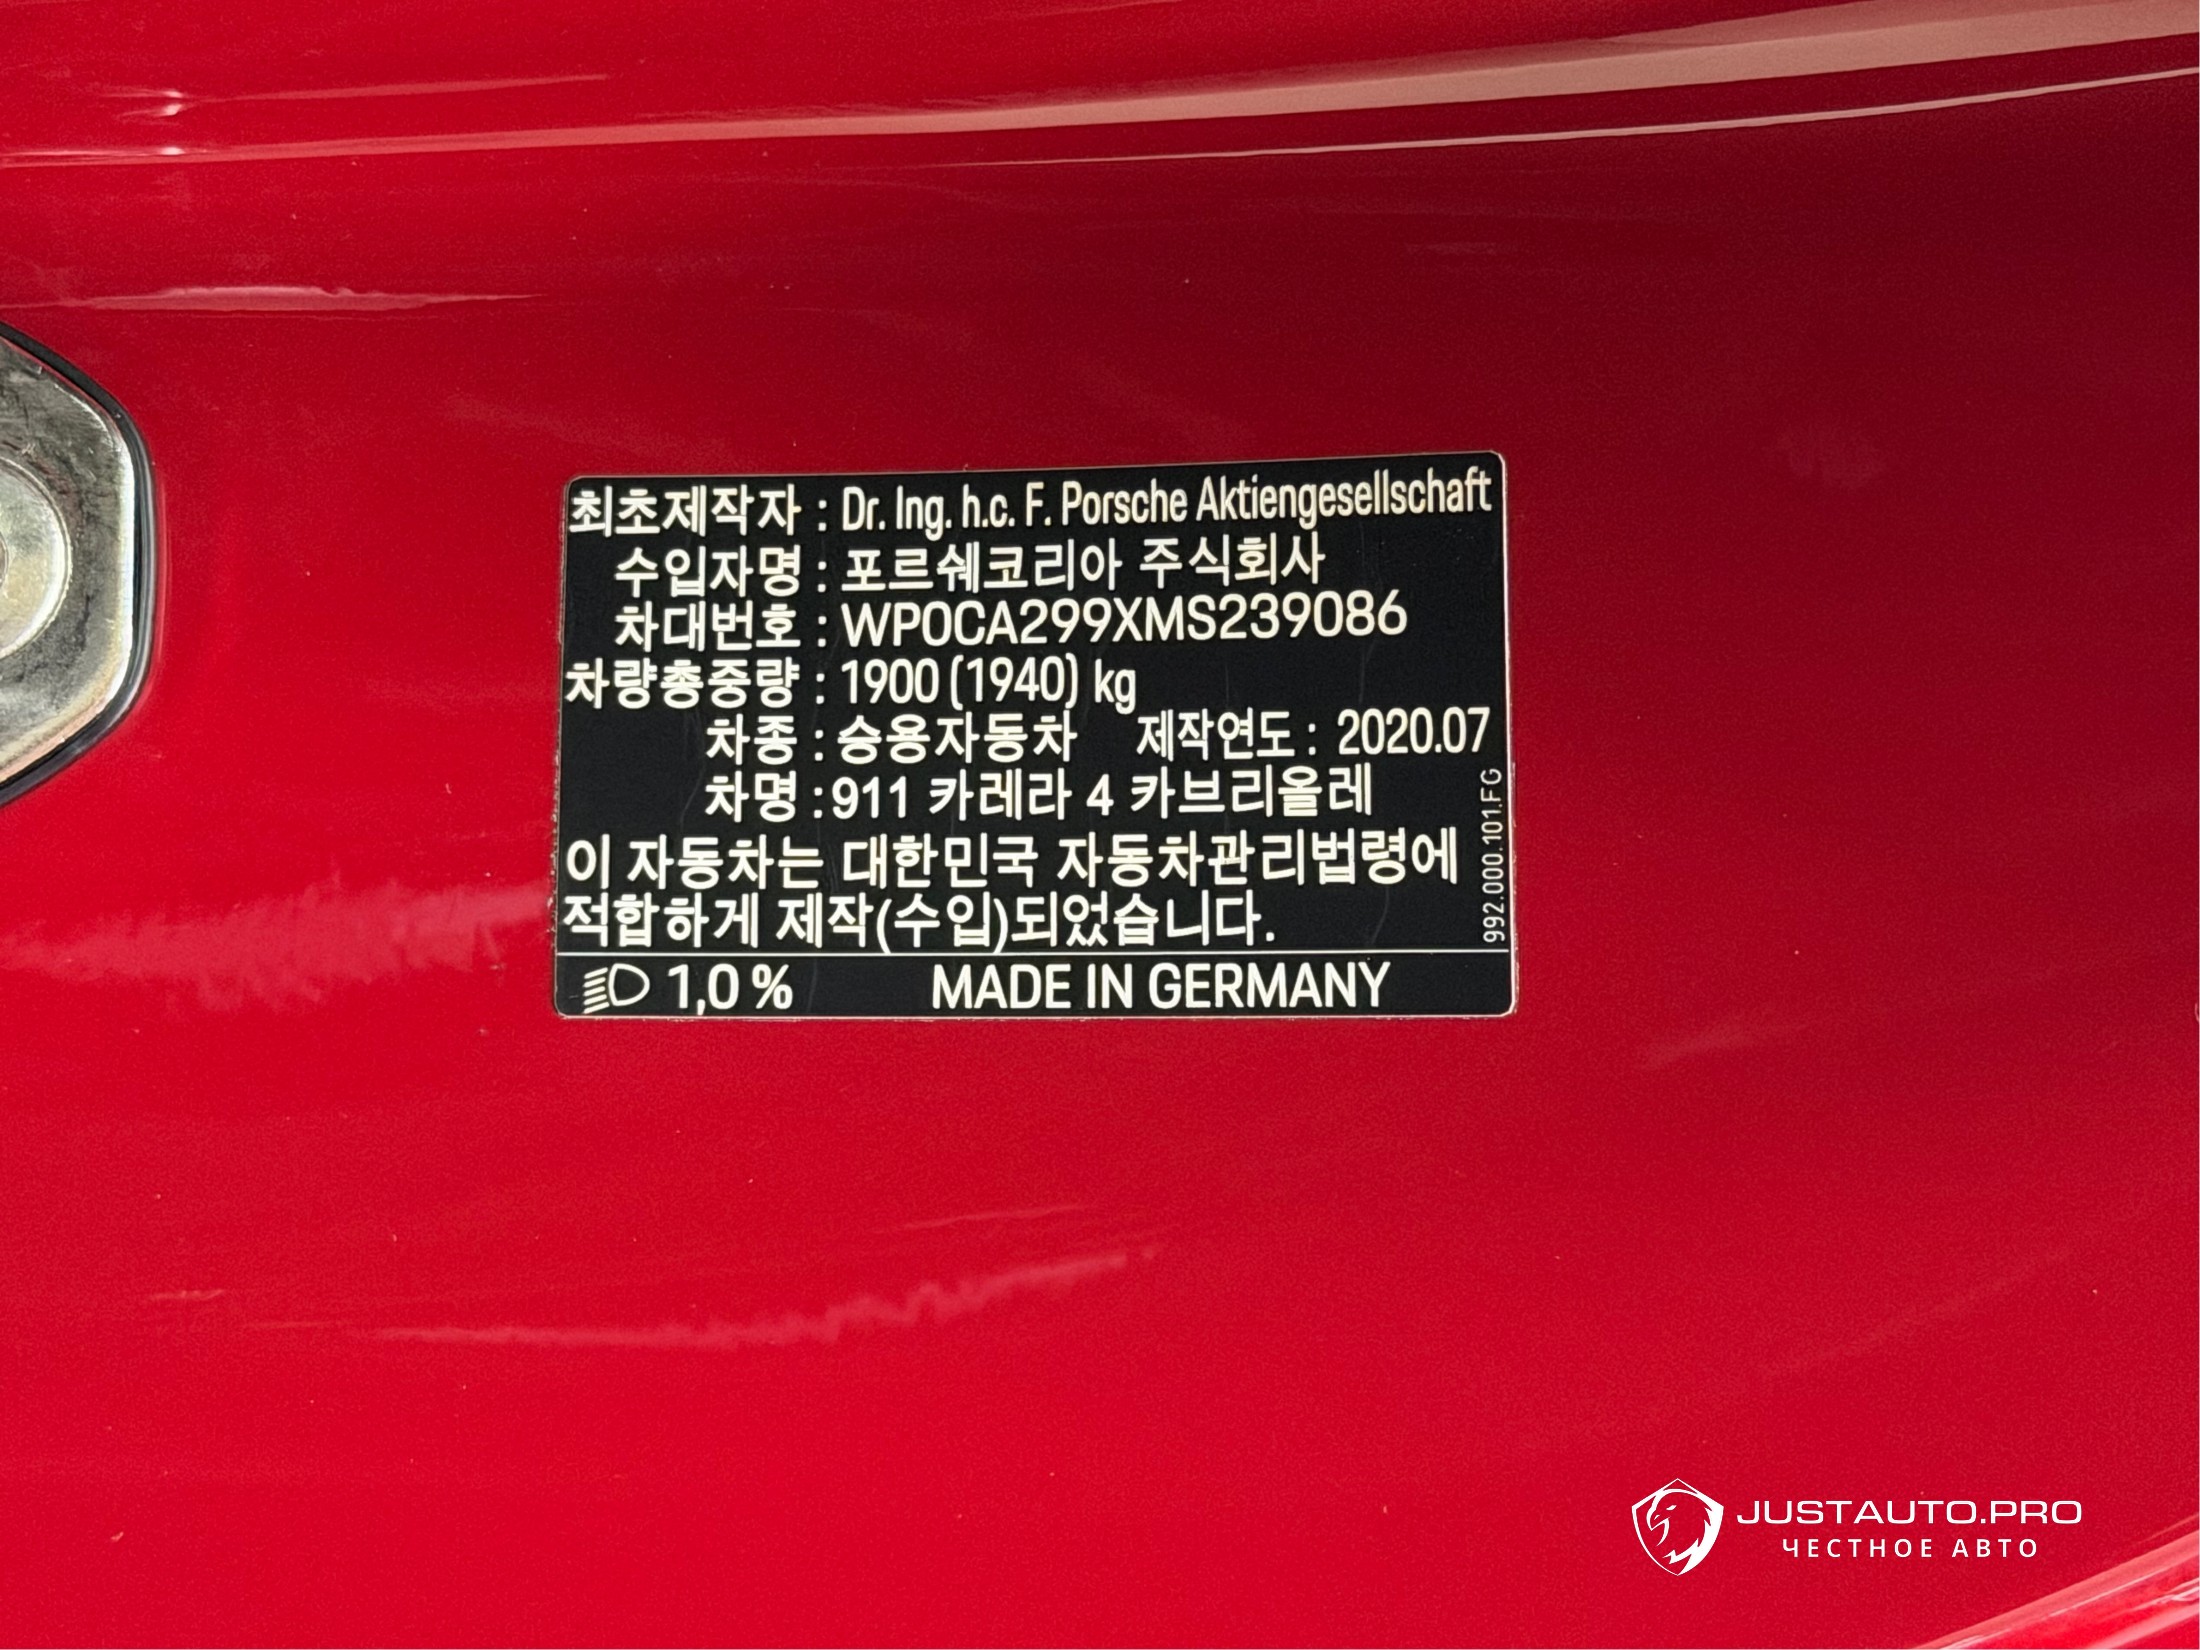 최초제작자 : Dr. Ing. h.c. F. Porsche Aktiengesellschaft
수입자명 : 포르쉐코리아 주식회사
차대번호 : WP0CA299XMS239086
차량총중량 : 1900 (1940) kg
차종 : 승용자동차 제작연도 : 2020.07
차명 : 911 카레라 4 카브리올레
이 자동차는 대한민국 자동차관리법령에
적합하게 제작(수입)되었습니다.
992.000.101.FG
1,0 % MADE IN GERMANY
JUSTAUTO.PRO
ЧЕСТНОЕ АВТО